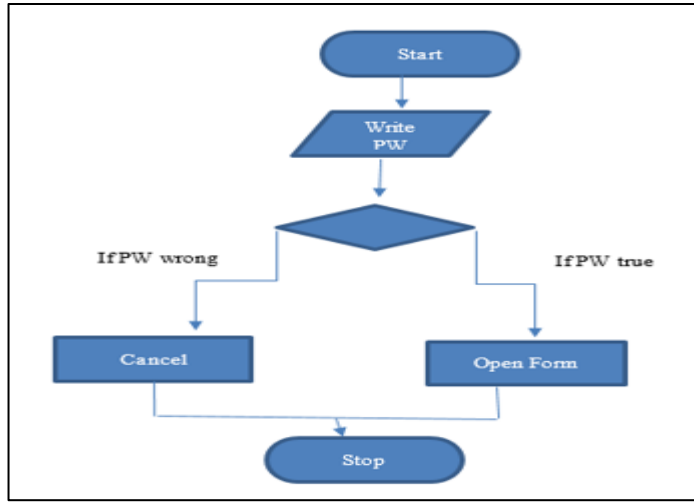 Start
Write
PW
If PW wrong
If PW true
Cancel
Open Form
Stop